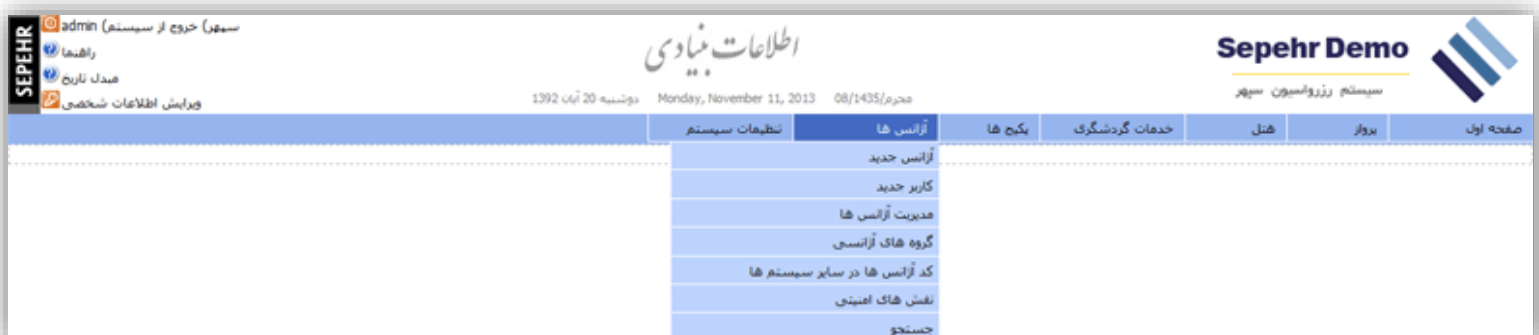 Sepehr Demo
سیستم رزرواسیون سپهر
اطلاعات بنیادی
دوشنبه 20 آبان 1392 Monday, November 11, 2013 08/محرم/1435
SEPEHR
admin (سپهر) خروج از سیستم
راهنما
مبدل تاریخ
ویرایش اطلاعات شخصی
صفحه اول پرواز هتل خدمات گردشگری پکیج ها آژانس ها تنظیمات سیستم
آژانس جدید
کاربر جدید
مدیریت آژانس ها
گروه های آژانسی
کد آژانس ها در سایر سیستم ها
نقش های امنیتی
جستجو